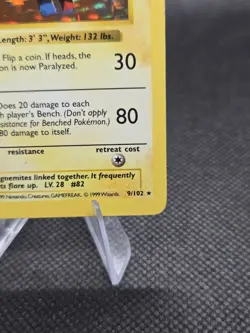 Length: 3' 3", Weight: 132 lbs.
Flip a coin. If heads, the
on is now Paralyzed.
30
Does 20 damage to each
player's Bench. (Don't apply
sistance for Benched Pokémon.)
80 damage to itself.
80
resistance retreat cost
gnemites linked together. It frequently
ts flare up. LV. 28 #82
99 Nintendo, Creatures, GAMEFREAK. © 1999 Wizards. 9/102 ★